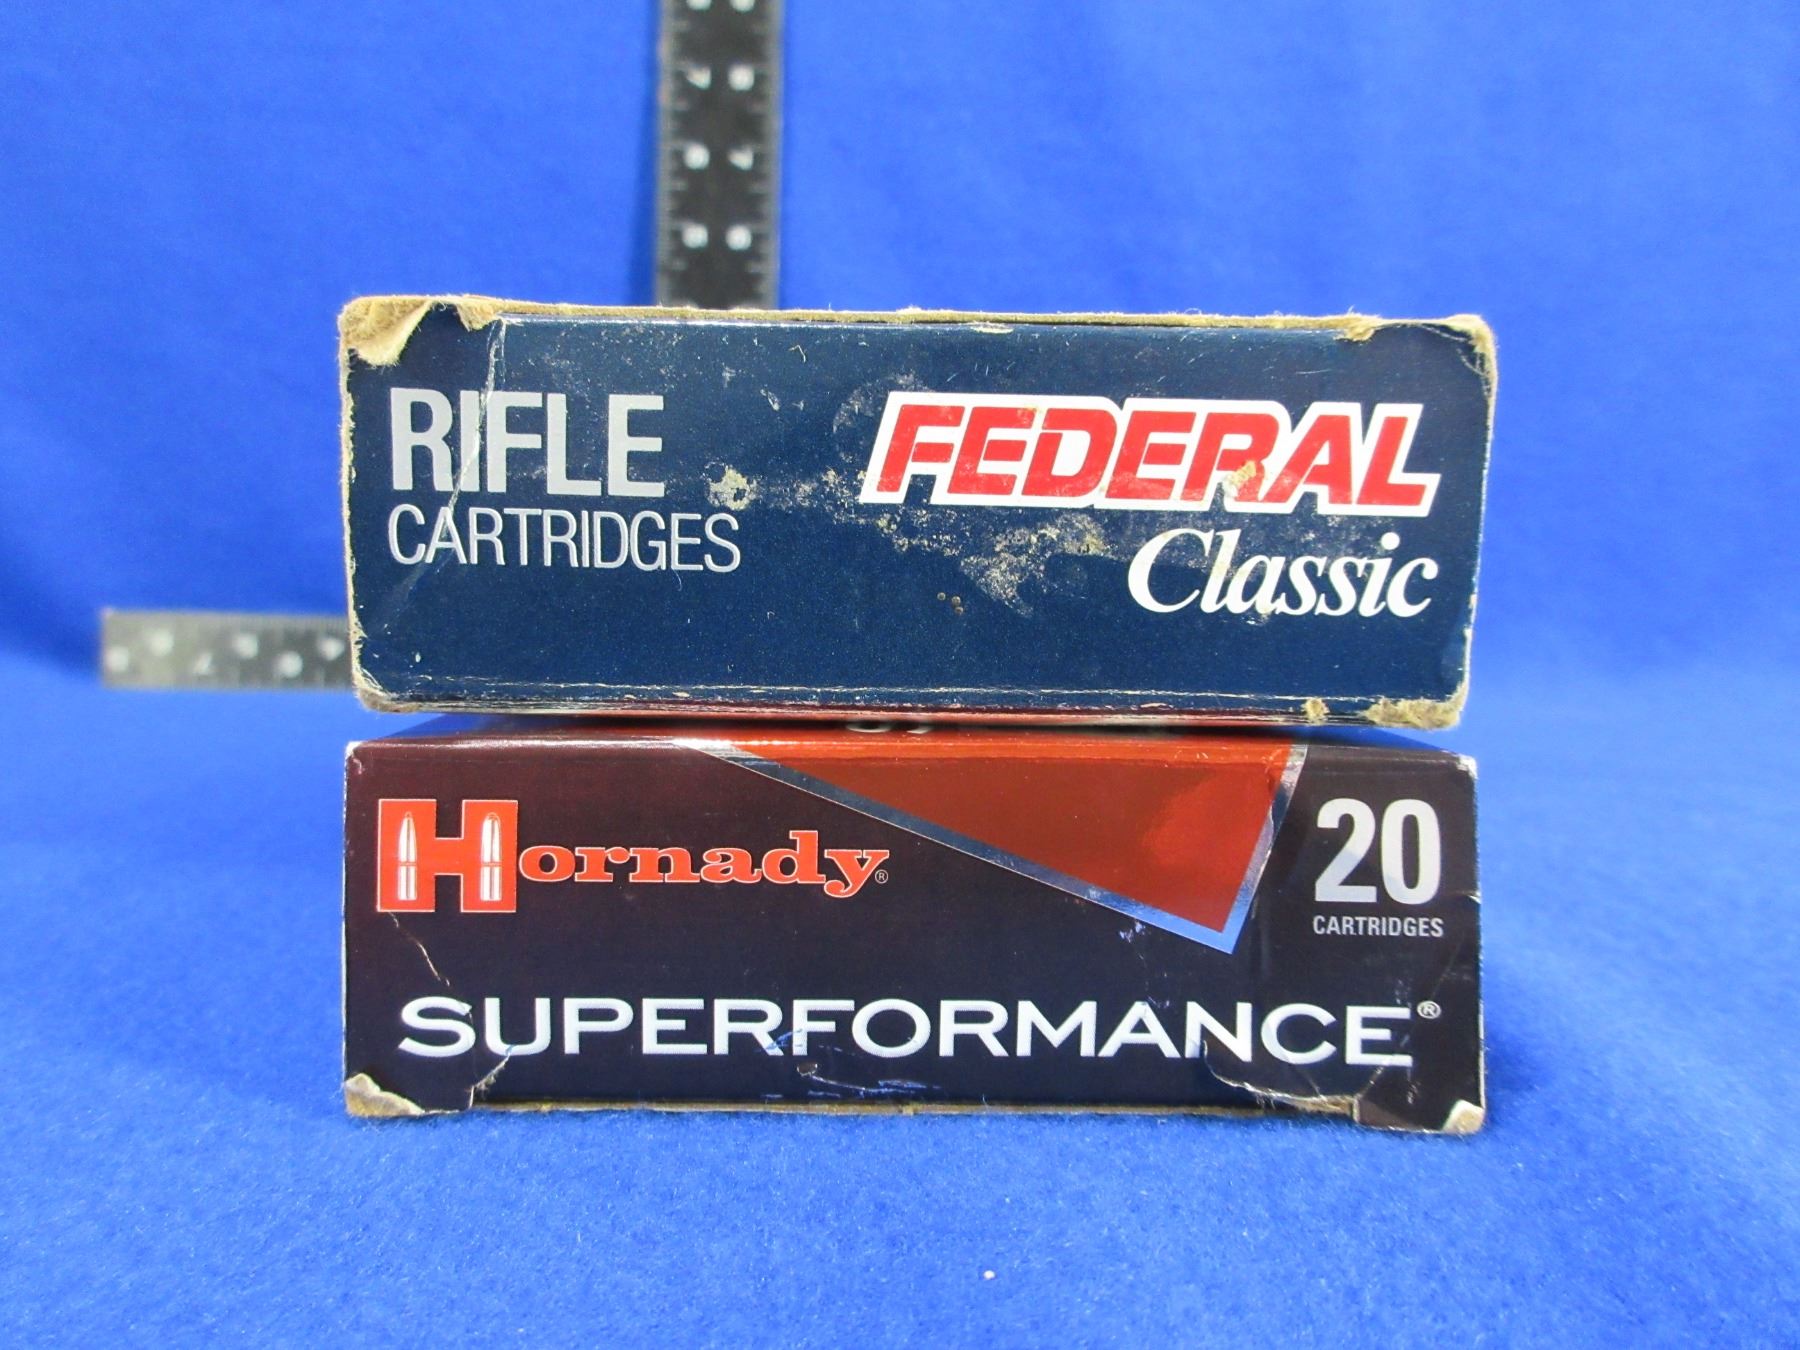 RIFLE
CARTRIDGES
FEDERAL
Classic
Hornady®
20
CARTRIDGES
SUPERFORMANCE®